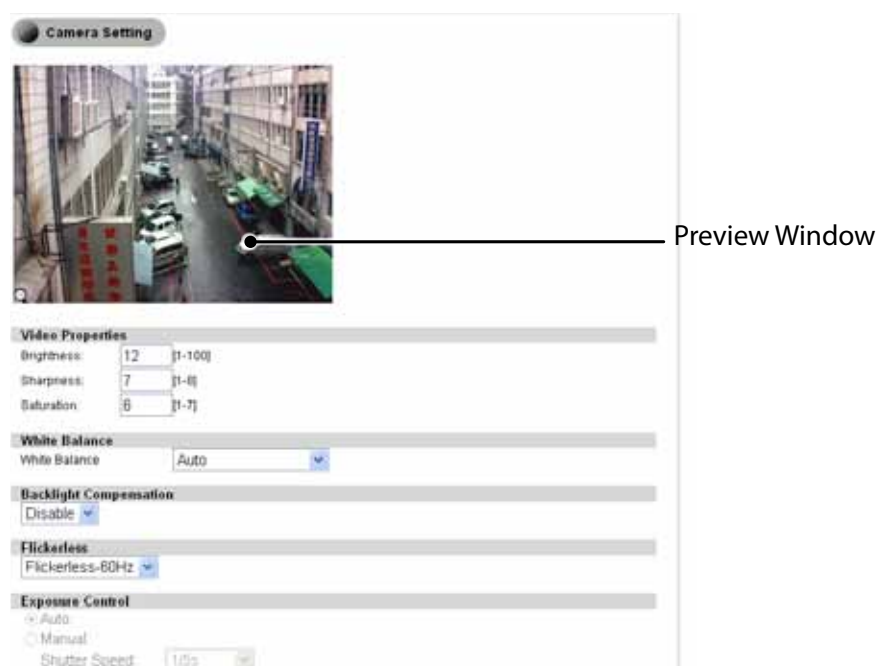 Camera Setting
Preview Window
Video Properties
Brightness: 12 [1-100]
Sharpness: 7 [1-8]
Saturation: 6 [1-7]
White Balance
White Balance Auto
Backlight Compensation
Disable
Flickerless
Flickerless-60Hz
Exposure Control
Auto
Manual
Shutter Speed: 1/5s